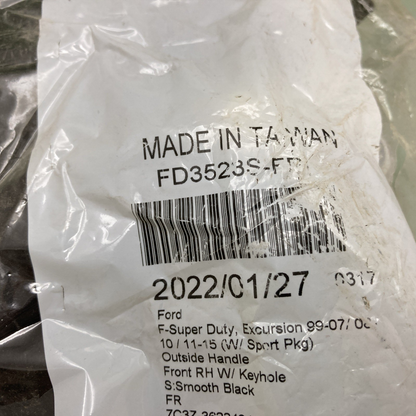 MADE IN TAIWAN
FD3523S-FR
2022/01/27 0317
Ford
F-Super Duty, Excursion 99-07/
10 / 11-15 (W/ Sport Pkg)
Outside Handle
Front RH W/ Keyhole
S:Smooth Black
FR